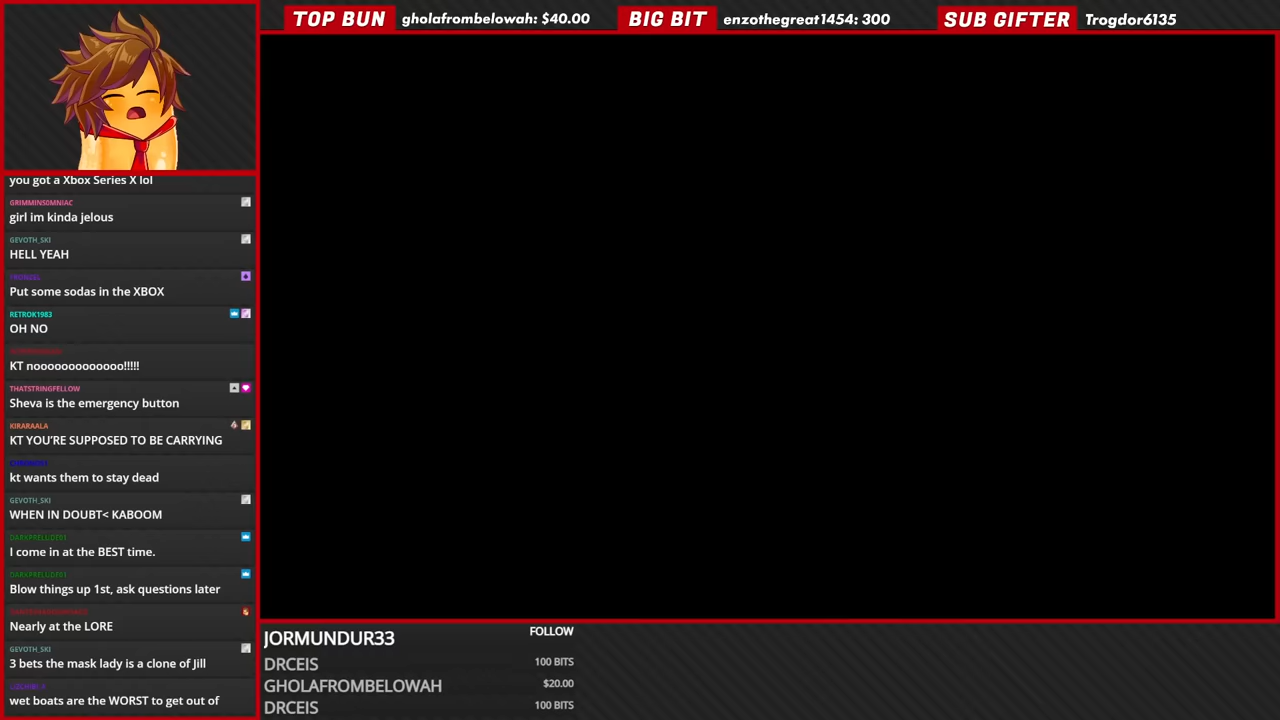 TOP BUN gholafrombelowah: $40.00 BIG BIT enzothegreat1454: 300 SUB GIFTER Trogdor6135
you got a Xbox Series X lol
GRIMMINS0MNIAC
girl im kinda jelous
GEVOTH_SKI
HELL YEAH
Put some sodas in the XBOX
RETROK1983
OH NO
KT nooooooooooooo!!!!!
THATSTRINGFELLOW
Sheva is the emergency button
KIRARAALA
KT YOU'RE SUPPOSED TO BE CARRYING
kt wants them to stay dead
GEVOTH_SKI
WHEN IN DOUBT< KABOOM
DARKPRELUDE01
I come in at the BEST time.
DARKPRELUDE01
Blow things up 1st, ask questions later
Nearly at the LORE
GEVOTH_SKI
3 bets the mask lady is a clone of Jill
wet boats are the WORST to get out of
JORMUNDUR33 FOLLOW
DRCEIS 100 BITS
GHOLAFROMBELOWAH $20.00
DRCEIS 100 BITS